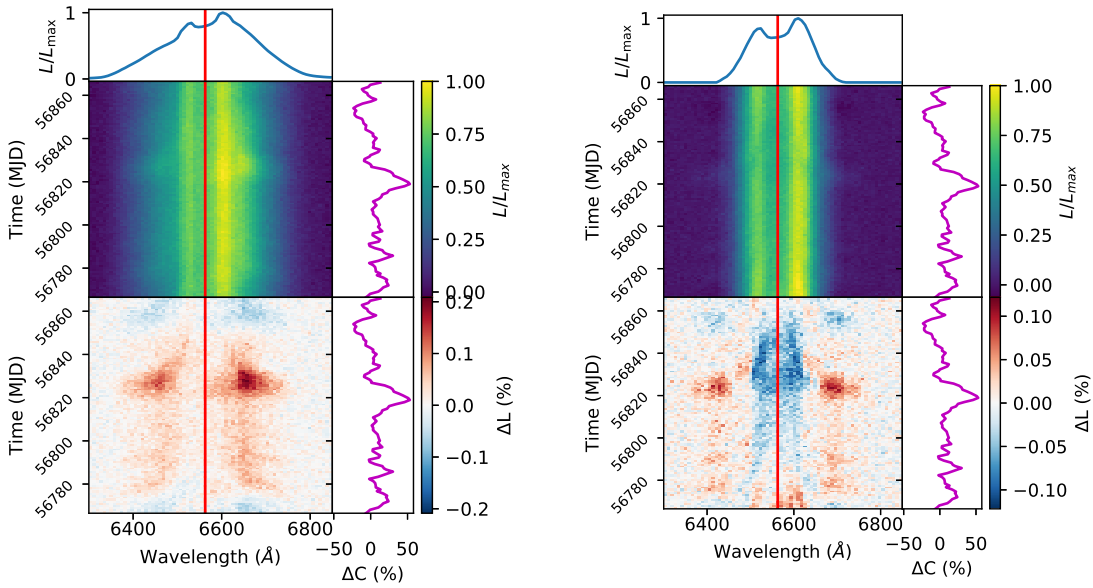 1
L/Lmax
0
56860
56840
56820
56800
56780
Time (MJD)
1.00
0.75
0.50
0.25
0.00
L/Lmax
56860
56840
56820
56800
56780
Time (MJD)
0.2
0.1
0.0
−0.1
−0.2
ΔL (%)
6400 6600 6800
Wavelength (Å)
−50 0 50
ΔC (%)
1
L/Lmax
0
56860
56840
56820
56800
56780
Time (MJD)
1.00
0.75
0.50
0.25
0.00
L/Lmax
56860
56840
56820
56800
56780
Time (MJD)
0.10
0.05
0.00
−0.05
−0.10
ΔL (%)
6400 6600 6800
Wavelength (Å)
−50 0 50
ΔC (%)